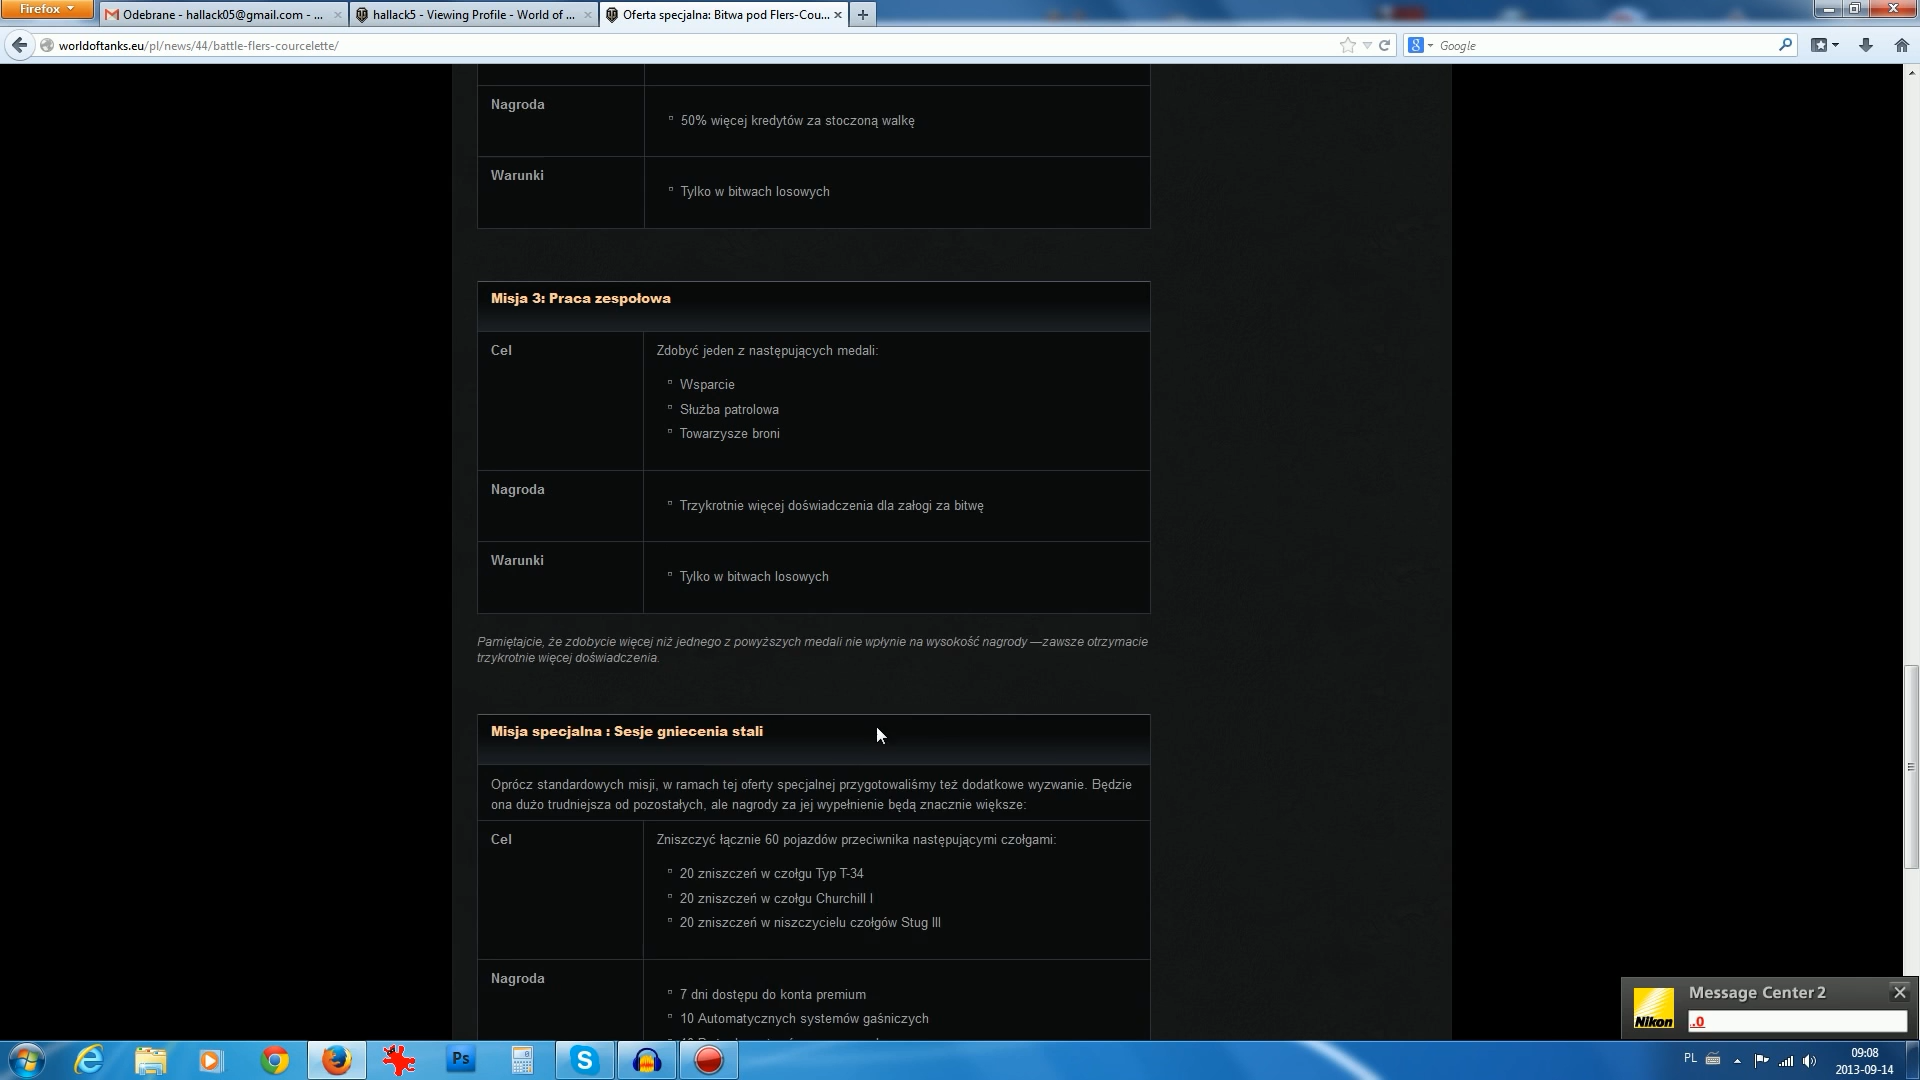 Firefox
Odebrane - hallack05@gmail.com - ...
hallack5 - Viewing Profile - World of ...
Oferta specjalna: Bitwa pod Flers-Cou...
worldoftanks.eu/pl/news/44/battle-flers-courcelette/
Google
Nagroda
50% więcej kredytów za stoczoną walkę
Warunki
Tylko w bitwach losowych
Misja 3: Praca zespołowa
Cel
Zdobyć jeden z następujących medali:
Wsparcie
Służba patrolowa
Towarzysze broni
Nagroda
Trzykrotnie więcej doświadczenia dla załogi za bitwę
Warunki
Tylko w bitwach losowych
Pamiętajcie, że zdobycie więcej niż jednego z powyższych medali nie wpłynie na wysokość nagrody —zawsze otrzymacie
trzykrotnie więcej doświadczenia.
Misja specjalna : Sesje gniecenia stali
Oprócz standardowych misji, w ramach tej oferty specjalnej przygotowaliśmy też dodatkowe wyzwanie. Będzie
ona dużo trudniejsza od pozostałych, ale nagrody za jej wypełnienie będą znacznie większe:
Cel
Zniszczyć łącznie 60 pojazdów przeciwnika następującymi czołgami:
20 zniszczeń w czołgu Typ T-34
20 zniszczeń w czołgu Churchill I
20 zniszczeń w niszczycielu czołgów Stug III
Nagroda
7 dni dostępu do konta premium
10 Automatycznych systemów gaśniczych
Message Center 2
Nikon
.0
Ps
PL
09:08
2013-09-14